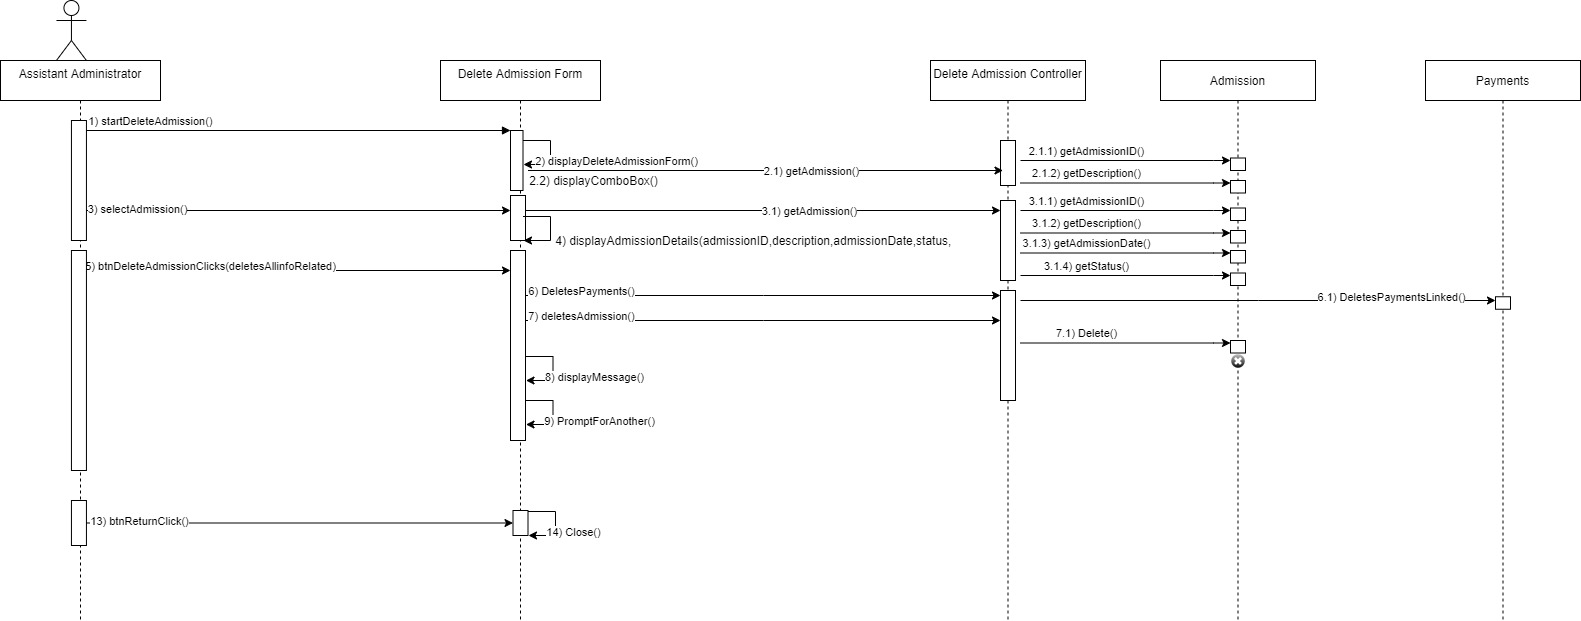 Assistant Administrator
Delete Admission Form
Delete Admission Controller
Admission
Payments
1) startDeleteAdmission()
2) displayDeleteAdmissionForm()
2.1) getAdmission()
2.2) displayComboBox()
2.1.1) getAdmissionID()
2.1.2) getDescription()
3) selectAdmission()
3.1) getAdmission()
3.1.1) getAdmissionID()
3.1.2) getDescription()
3.1.3) getAdmissionDate()
3.1.4) getStatus()
4) displayAdmissionDetails(admissionID,description,admissionDate,status,
5) btnDeleteAdmissionClicks(deletesAllinfoRelated)
6) DeletesPayments()
6.1) DeletesPaymentsLinked()
7) deletesAdmission()
7.1) Delete()
8) displayMessage()
9) PromptForAnother()
13) btnReturnClick()
14) Close()